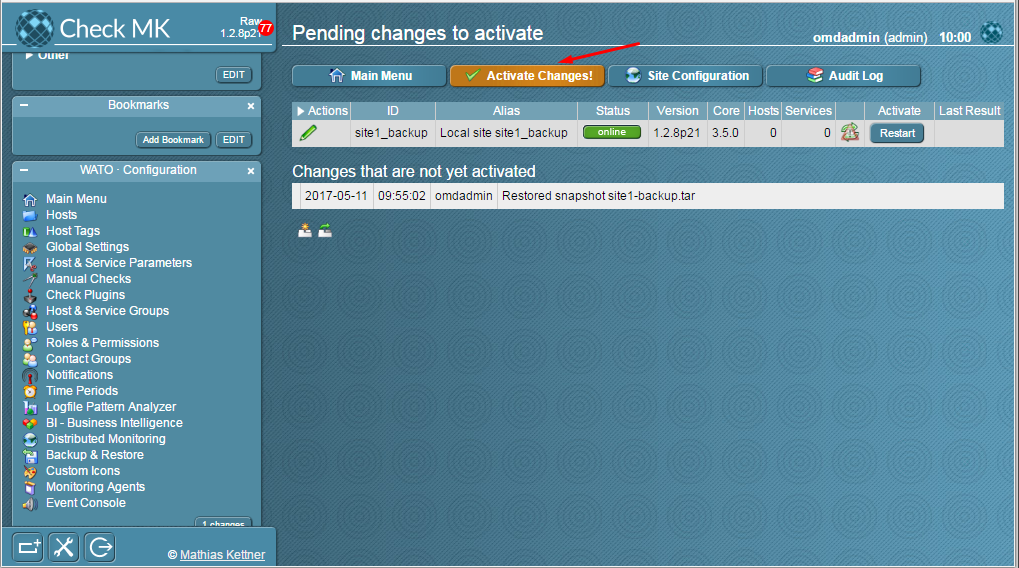 Check MK
Raw
1.2.8p21
77
Other
EDIT
Bookmarks
Add Bookmark EDIT
WATO · Configuration
Main Menu
Hosts
Host Tags
Global Settings
Host & Service Parameters
Manual Checks
Check Plugins
Host & Service Groups
Users
Roles & Permissions
Contact Groups
Notifications
Time Periods
Logfile Pattern Analyzer
BI - Business Intelligence
Distributed Monitoring
Backup & Restore
Custom Icons
Monitoring Agents
Event Console
1 changes
© Mathias Kettner
Pending changes to activate
omdadmin (admin) 10:00
Main Menu Activate Changes! Site Configuration Audit Log
Actions ID Alias Status Version Core Hosts Services Activate Last Result
site1_backup Local site site1_backup online 1.2.8p21 3.5.0 0 0 Restart
Changes that are not yet activated
2017-05-11 09:55:02 omdadmin Restored snapshot site1-backup.tar